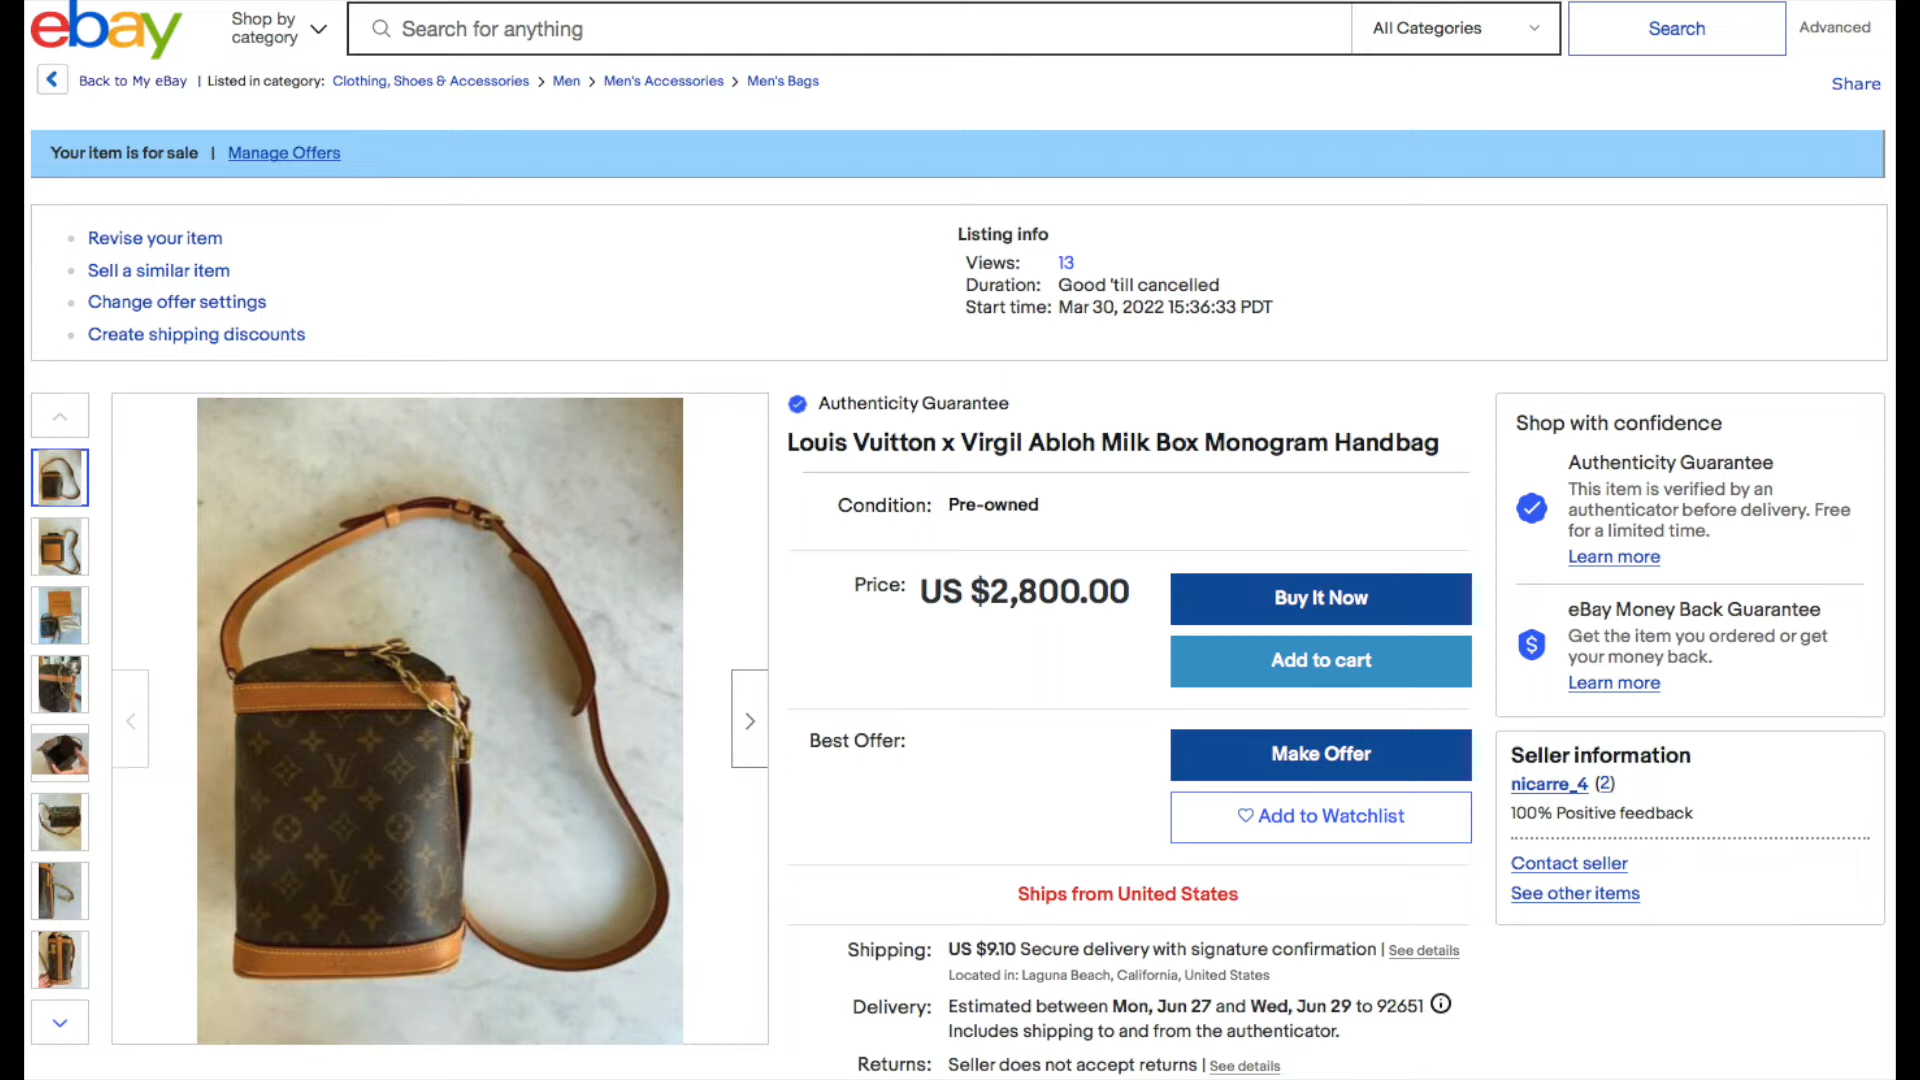 ebay
Shop by category
Search for anything
All Categories
Search
Advanced
Back to My eBay | Listed in category: Clothing, Shoes & Accessories > Men > Men's Accessories > Men's Bags
Share
Your item is for sale | Manage Offers
Revise your item
Sell a similar item
Change offer settings
Create shipping discounts
Listing info
Views: 13
Duration: Good 'till cancelled
Start time: Mar 30, 2022 15:36:33 PDT
Authenticity Guarantee
Louis Vuitton x Virgil Abloh Milk Box Monogram Handbag
Condition: Pre-owned
Price: US $2,800.00
Buy It Now
Add to cart
Best Offer:
Make Offer
Add to Watchlist
Ships from United States
Shipping: US $9.10 Secure delivery with signature confirmation | See details
Located in: Laguna Beach, California, United States
Delivery: Estimated between Mon, Jun 27 and Wed, Jun 29 to 92651
Includes shipping to and from the authenticator.
Returns: Seller does not accept returns | See details
Shop with confidence
Authenticity Guarantee
This item is verified by an
authenticator before delivery. Free
for a limited time.
Learn more
eBay Money Back Guarantee
Get the item you ordered or get
your money back.
Learn more
Seller information
nicarre_4 (2)
100% Positive feedback
Contact seller
See other items